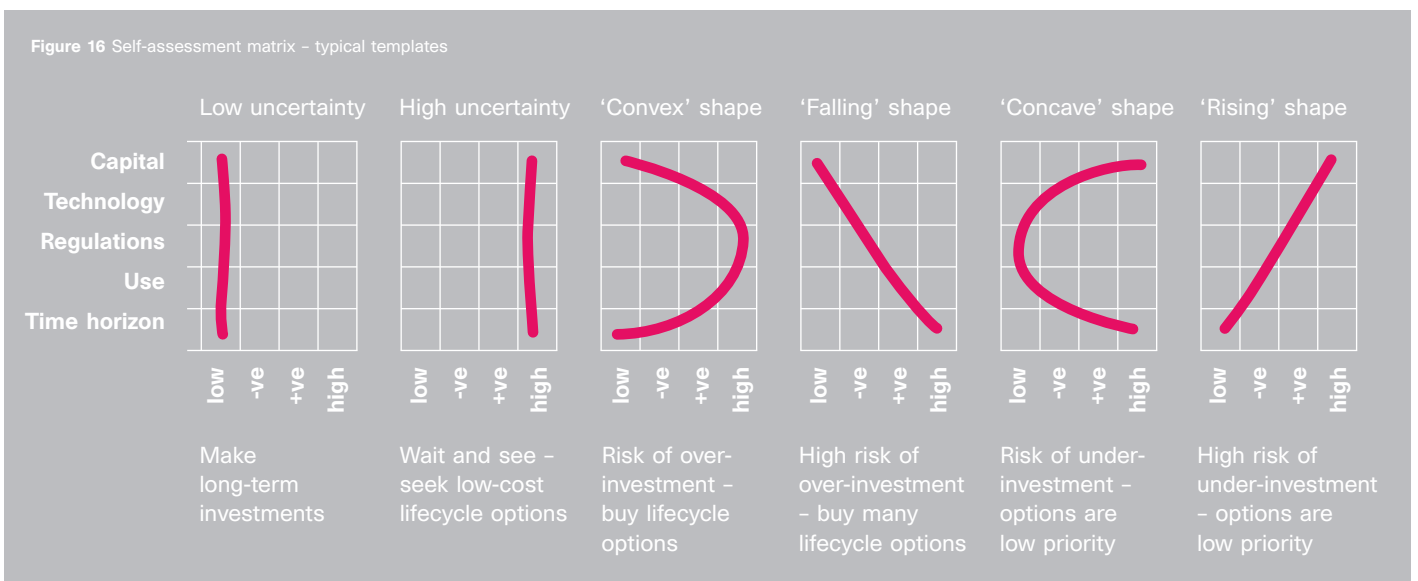 Figure 16 Self-assessment matrix – typical templates
Low uncertainty
High uncertainty
‘Convex’ shape
‘Falling’ shape
‘Concave’ shape
‘Rising’ shape
Capital
Technology
Regulations
Use
Time horizon
low
-ve
+ve
high
low
-ve
+ve
high
low
-ve
+ve
high
low
-ve
+ve
high
low
-ve
+ve
high
low
-ve
+ve
high
Make
long-term
investments
Wait and see –
seek low-cost
lifecycle options
Risk of over-
investment –
buy lifecycle
options
High risk of
over-investment
– buy many
lifecycle options
Risk of under-
investment –
options are
low priority
High risk of
under-investment
– options are
low priority